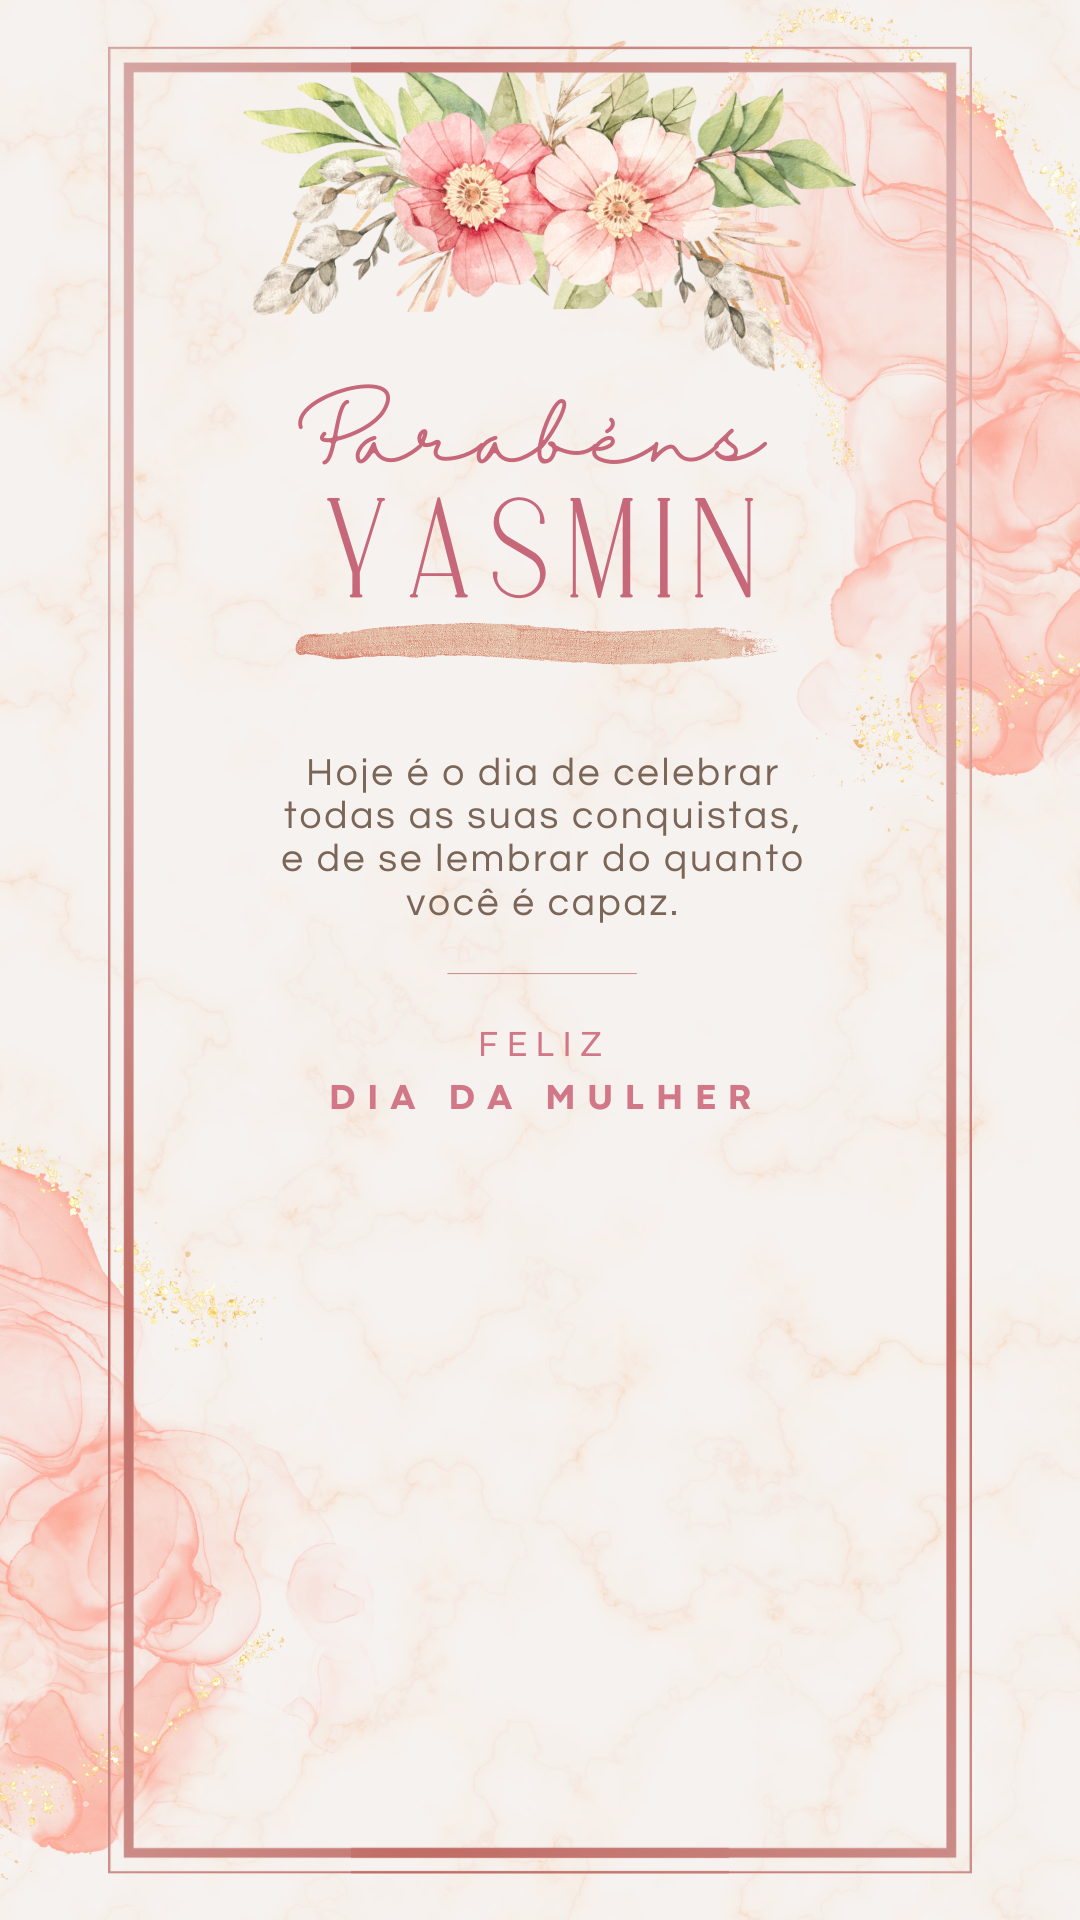 Parabéns
YASMIN
Hoje é o dia de celebrar
todas as suas conquistas,
e de se lembrar do quanto
você é capaz.
FELIZ
DIA DA MULHER